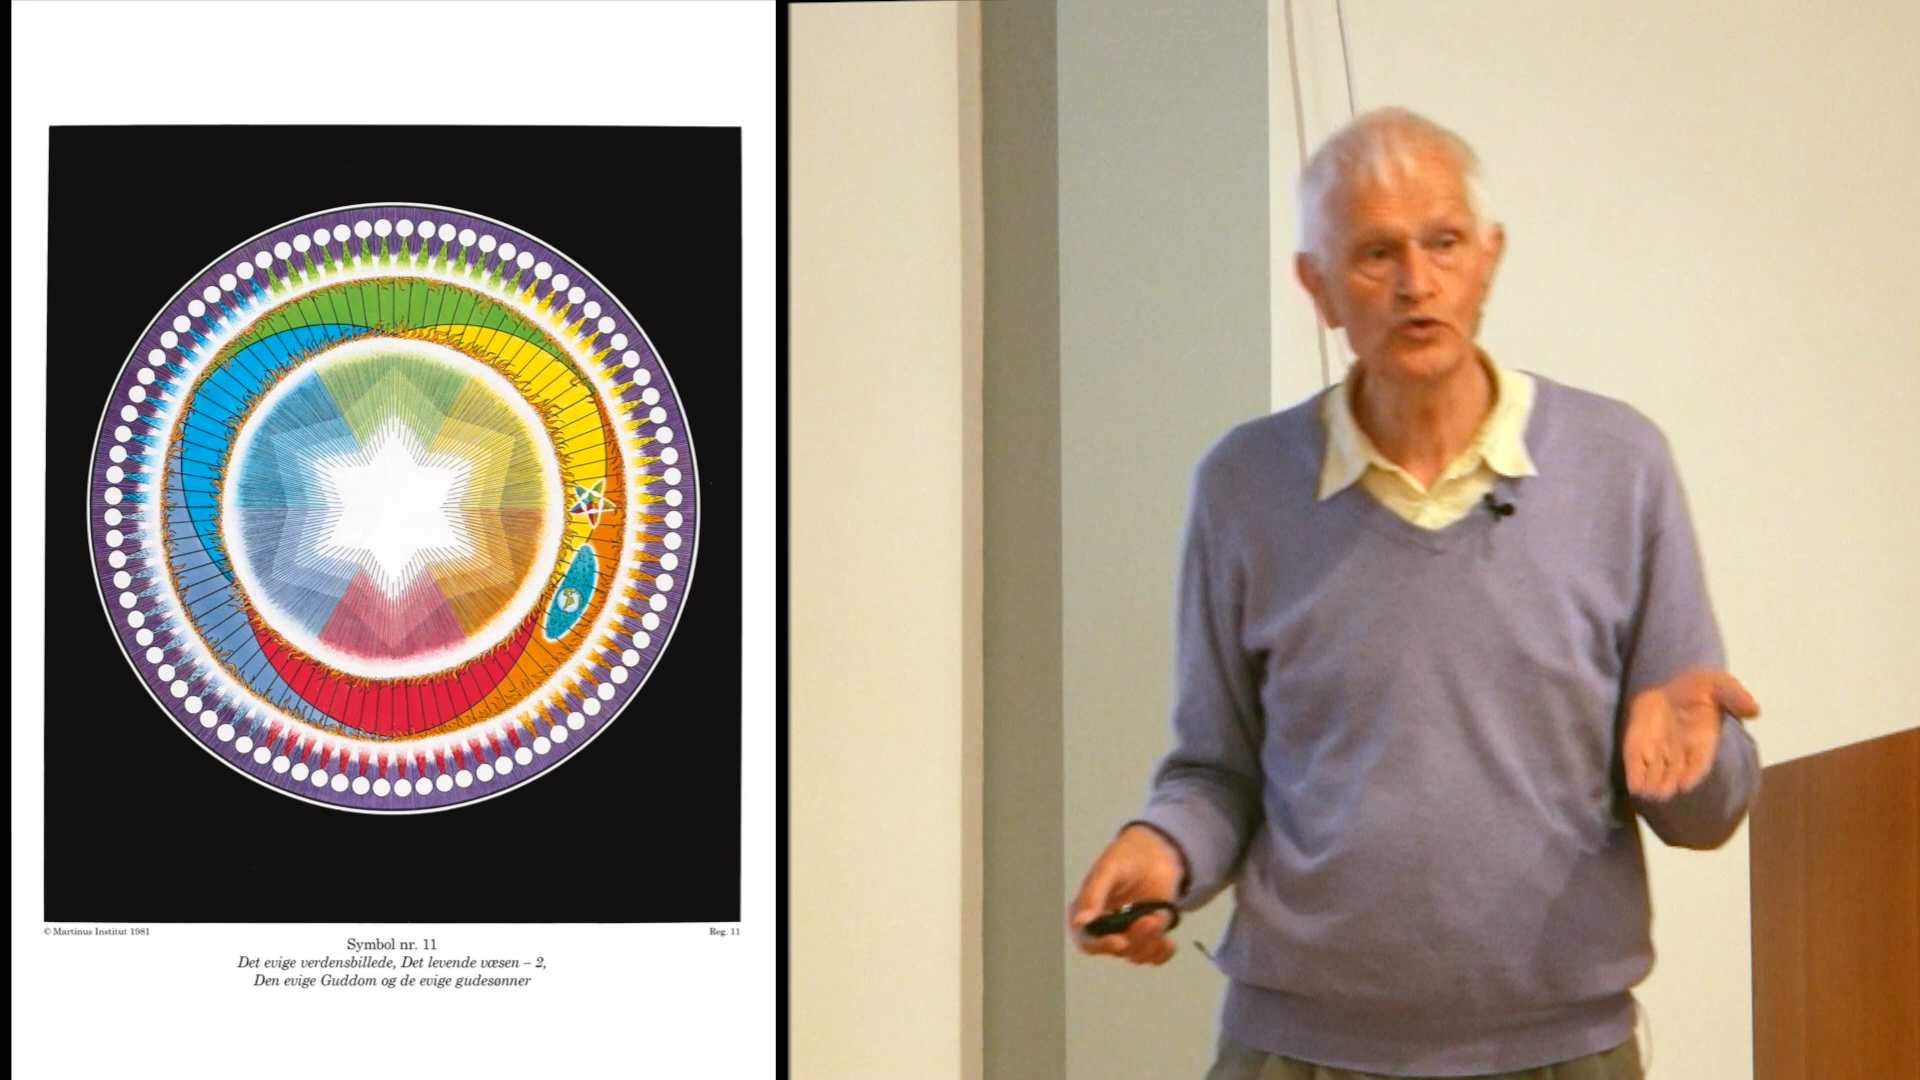 © Martinus Institut 1981
Reg. 11
Symbol nr. 11
Det evige verdensbillede, Det levende væsen – 2,
Den evige Guddom og de evige gudesønner